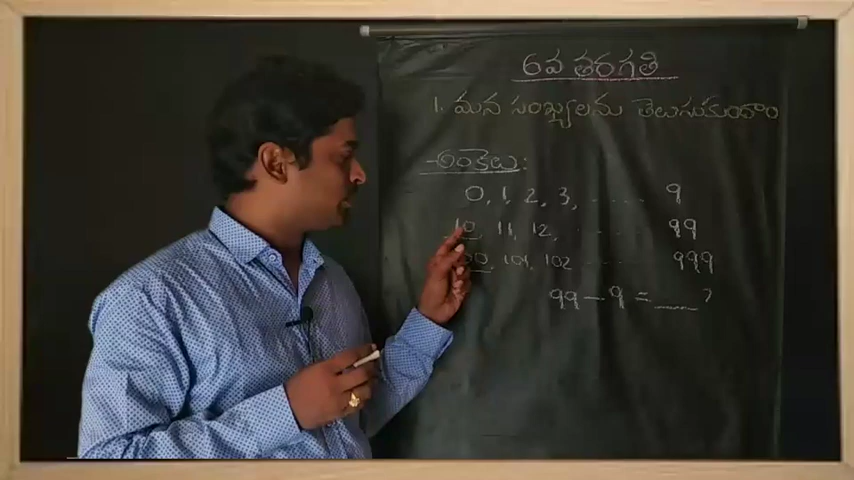 6వ తరగతి
1. మన సంఖ్యలను తెలుసుకుందాం
అంకెలు:
0, 1, 2, 3, ...... 9
10, 11, 12, ...... 99
100, 101, 102 ...... 999
99 - 9 = ___ ?